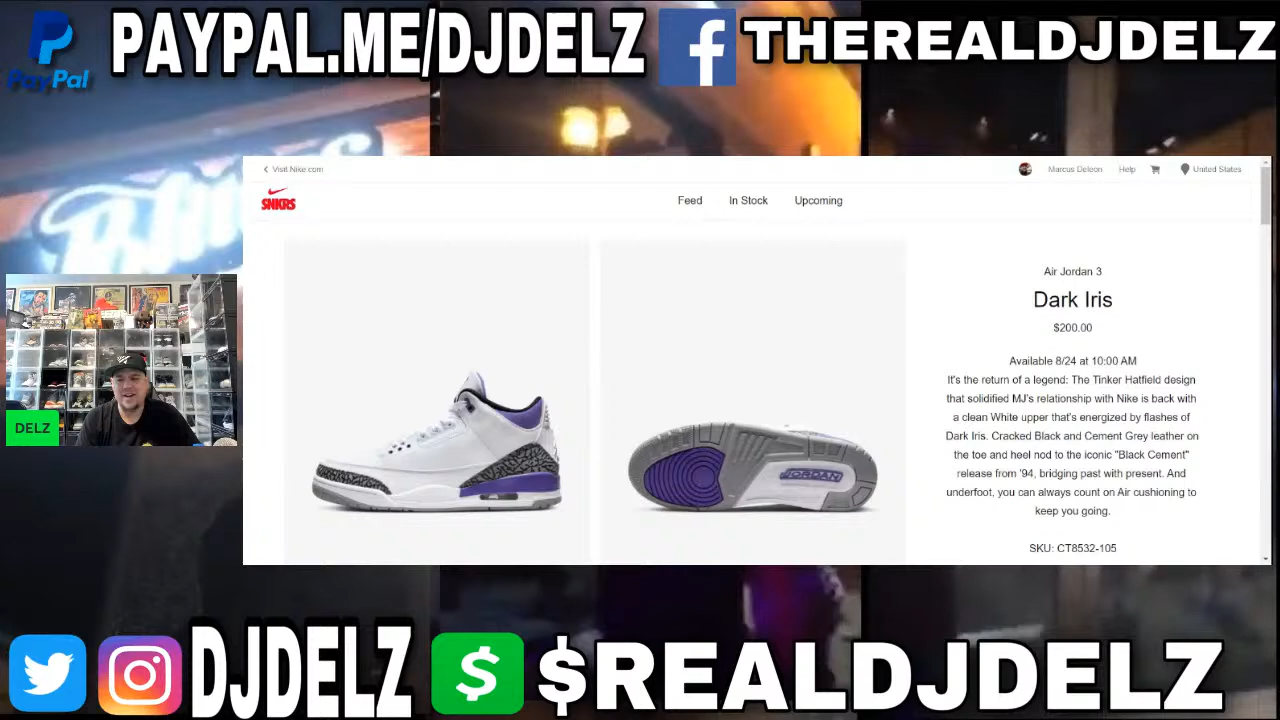 PAYPAL.ME/DJDELZ
THEREALDJDELZ
PayPal
Visit Nike.com
Marcus Deleon
Help
United States
SNKRS
Feed
In Stock
Upcoming
Air Jordan 3
Dark Iris
$200.00
Available 8/24 at 10:00 AM
It's the return of a legend: The Tinker Hatfield design
that solidified MJ's relationship with Nike is back with
a clean White upper that's energized by flashes of
Dark Iris. Cracked Black and Cement Grey leather on
the toe and heel nod to the iconic "Black Cement"
release from '94, bridging past with present. And
underfoot, you can always count on Air cushioning to
keep you going.
SKU: CT8532-105
JORDAN
DELZ
DJDELZ
$REALDJDELZ